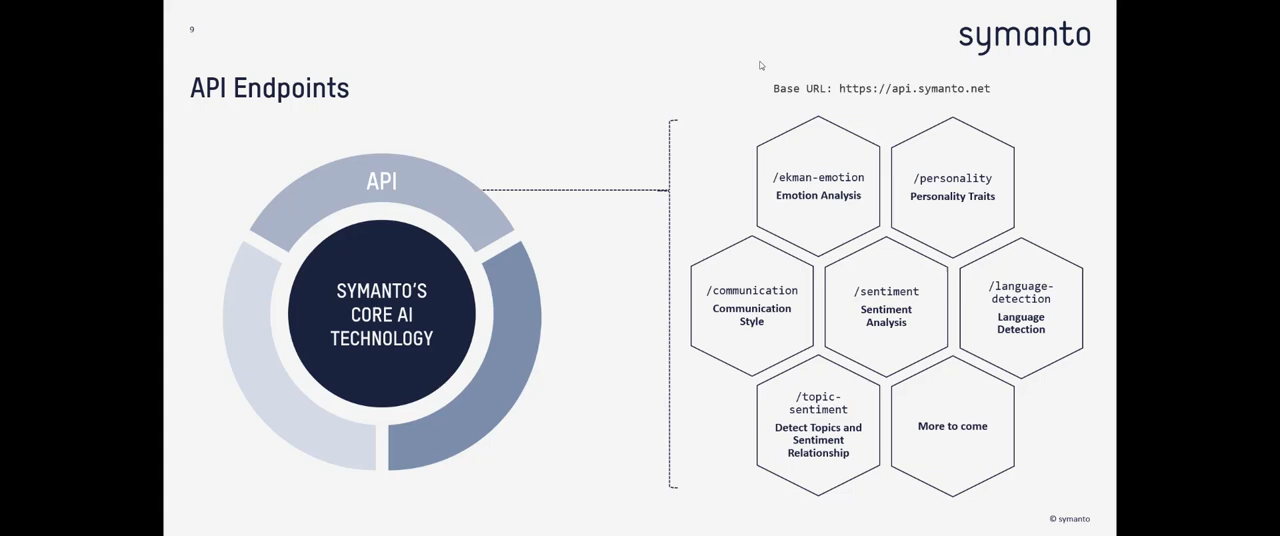 9
symanto
API Endpoints
Base URL: https://api.symanto.net
API
SYMANTO'S
CORE AI
TECHNOLOGY
/ekman-emotion
Emotion Analysis
/personality
Personality Traits
/communication
Communication
Style
/sentiment
Sentiment
Analysis
/language-
detection
Language
Detection
/topic-
sentiment
Detect Topics and
Sentiment
Relationship
More to come
© symanto